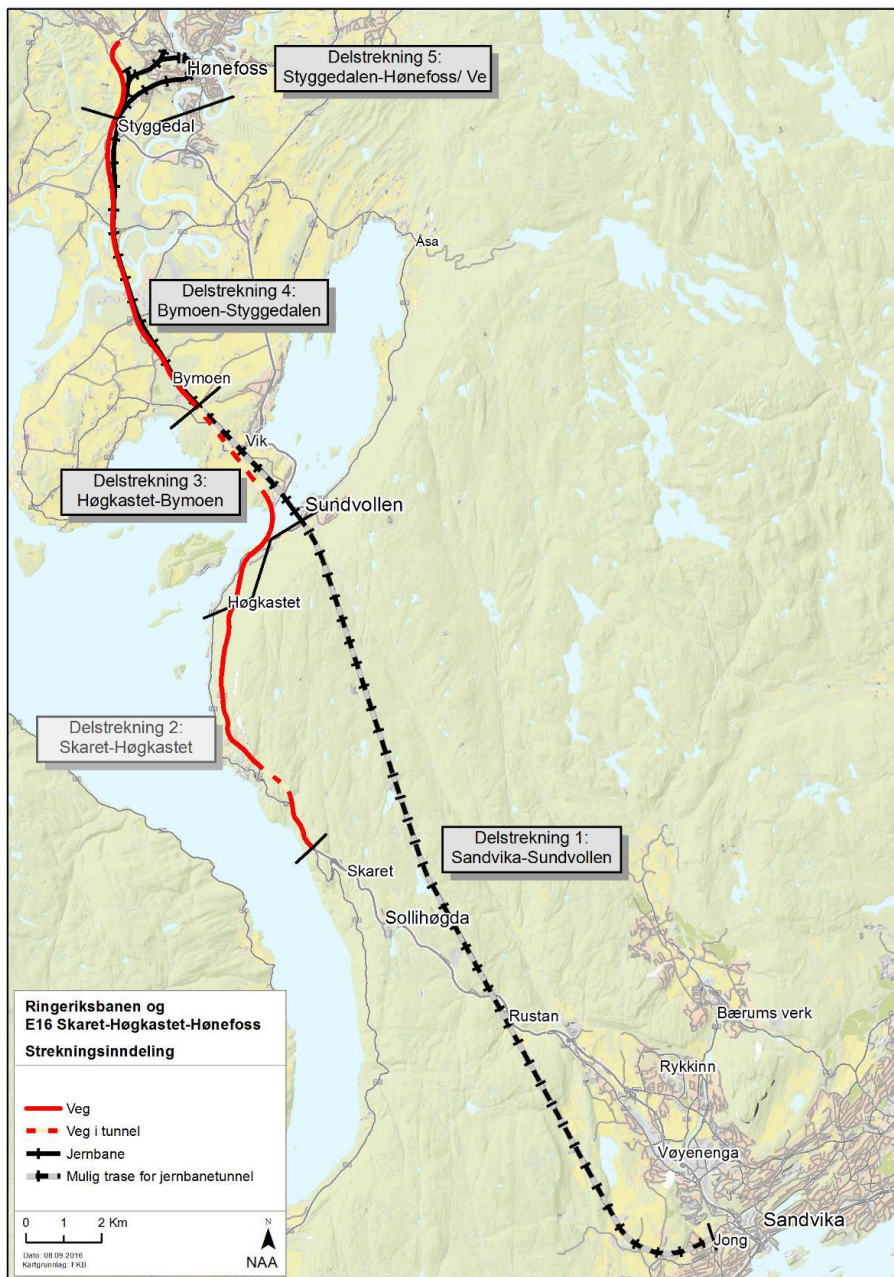 Delstrekning 5:
Styggedalen-Hønefoss/ Ve
Hønefoss
Styggedal
Åsa
Delstrekning 4:
Bymoen-Styggedalen
Bymoen
Vik
Delstrekning 3:
Høgkastet-Bymoen
Sundvollen
Høgkastet
Delstrekning 2:
Skaret-Høgkastet
Delstrekning 1:
Sandvika-Sundvollen
Skaret
Sollihøgda
Rustan
Bærums verk
Rykkinn
Vøyenenga
Sandvika
Jong
Ringeriksbanen og
E16 Skaret-Høgkastet-Hønefoss
Strekningsinndeling
Veg
Veg i tunnel
Jernbane
Mulig trase for jernbanetunnel
0 1 2 Km
N
Dato: 08.09.2016
Kartgrunnlag: FKB
NAA